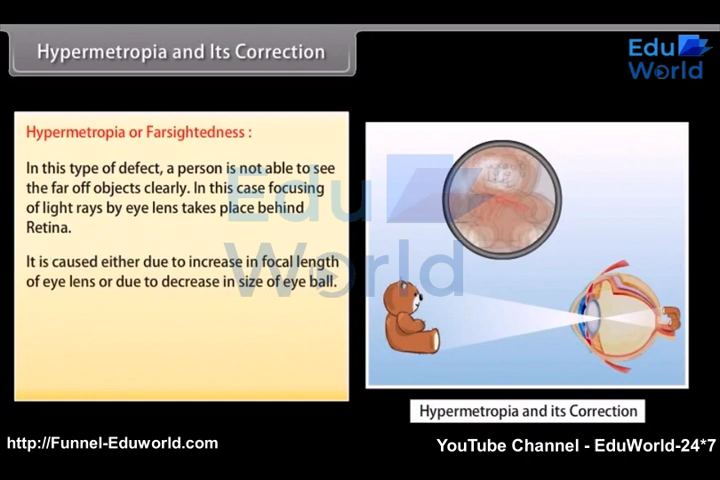 Hypermetropia and Its Correction
Edu
World
Hypermetropia or Farsightedness :
In this type of defect, a person is not able to see
the far off objects clearly. In this case focusing
of light rays by eye lens takes place behind
Retina.
It is caused either due to increase in focal length
of eye lens or due to decrease in size of eye ball.
Edu
World
Hypermetropia and its Correction
http://Funnel-Eduworld.com
YouTube Channel - EduWorld-24*7